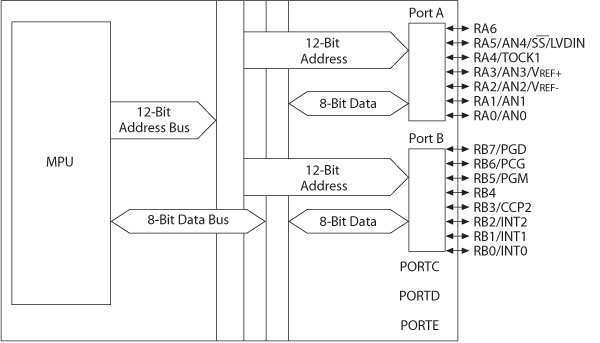 Port A
RA6
RA5/AN4/SS/LVDIN
RA4/TOCK1
RA3/AN3/VREF+
RA2/AN2/VREF-
RA1/AN1
RA0/AN0
12-Bit
Address
8-Bit Data
12-Bit
Address Bus
MPU
Port B
RB7/PGD
RB6/PCG
RB5/PGM
RB4
RB3/CCP2
RB2/INT2
RB1/INT1
RB0/INT0
12-Bit
Address
8-Bit Data Bus
8-Bit Data
PORTC
PORTD
PORTE